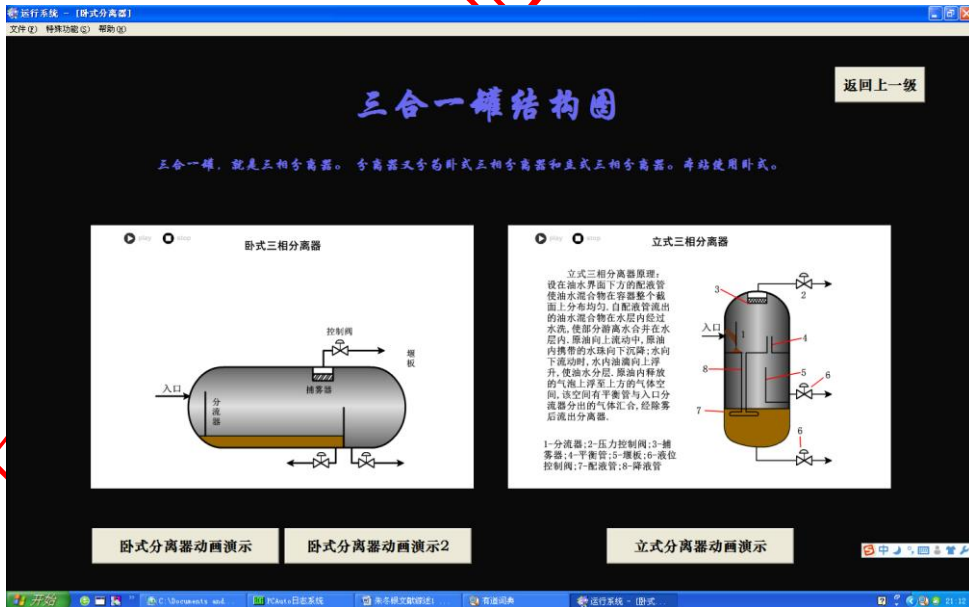 运行系统 - [卧式分离器]
文件(F) 特殊功能(S) 帮助(H)
返回上一级
三合一罐结构图
三合一罐，就是三相分离器。 分离器又分为卧式三相分离器和立式三相分离器。本站使用卧式。
play stop
卧式三相分离器
控制阀
堰板
入口
捕雾器
分流器
play stop
立式三相分离器
立式三相分离器原理：
设在油水界面下方的配液管
使油水混合物在容器整个截
面上分布均匀.自配液管流出
的油水混合物在水层内经过
水洗,使部分游离水合并在水
层内.原油向上流动中,原油
内携带的水珠向下沉降;水向
下流动时,水内油滴向上浮
升,使油水分层.原油内释放
的气泡上浮至上方的气体空
间,该空间有平衡管与入口分
流器分出的气体汇合,经除雾
后流出分离器.
1-分流器;2-压力控制阀;3-捕
雾器;4-平衡管;5-堰板;6-液位
控制阀;7-配液管;8-降液管
3
2
入口
1
4
8
5
6
7
6
卧式分离器动画演示
卧式分离器动画演示2
立式分离器动画演示
中
开始
C:\Documents and...
PCAuto日志系统
有道词典
运行系统 - [卧式...
21:12